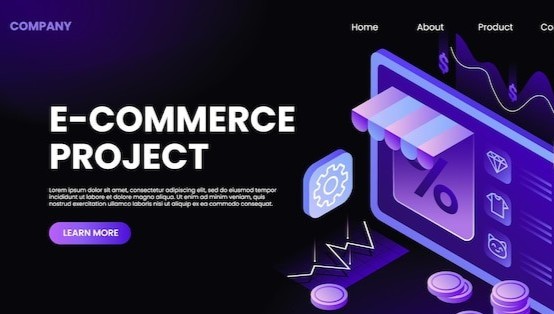 COMPANY
Home About Product Co
E-COMMERCE
PROJECT
Lorem ipsum dolor sit amet, consectetur adipiscing elit, sed do eiusmod tempor
incididunt ut labore et dolore magna aliqua. Ut enim ad minim veniam, quis
nostrud exercitation ullamco laboris nisi ut aliquip ex ea commodo consequat.
LEARN MORE
%
$
$